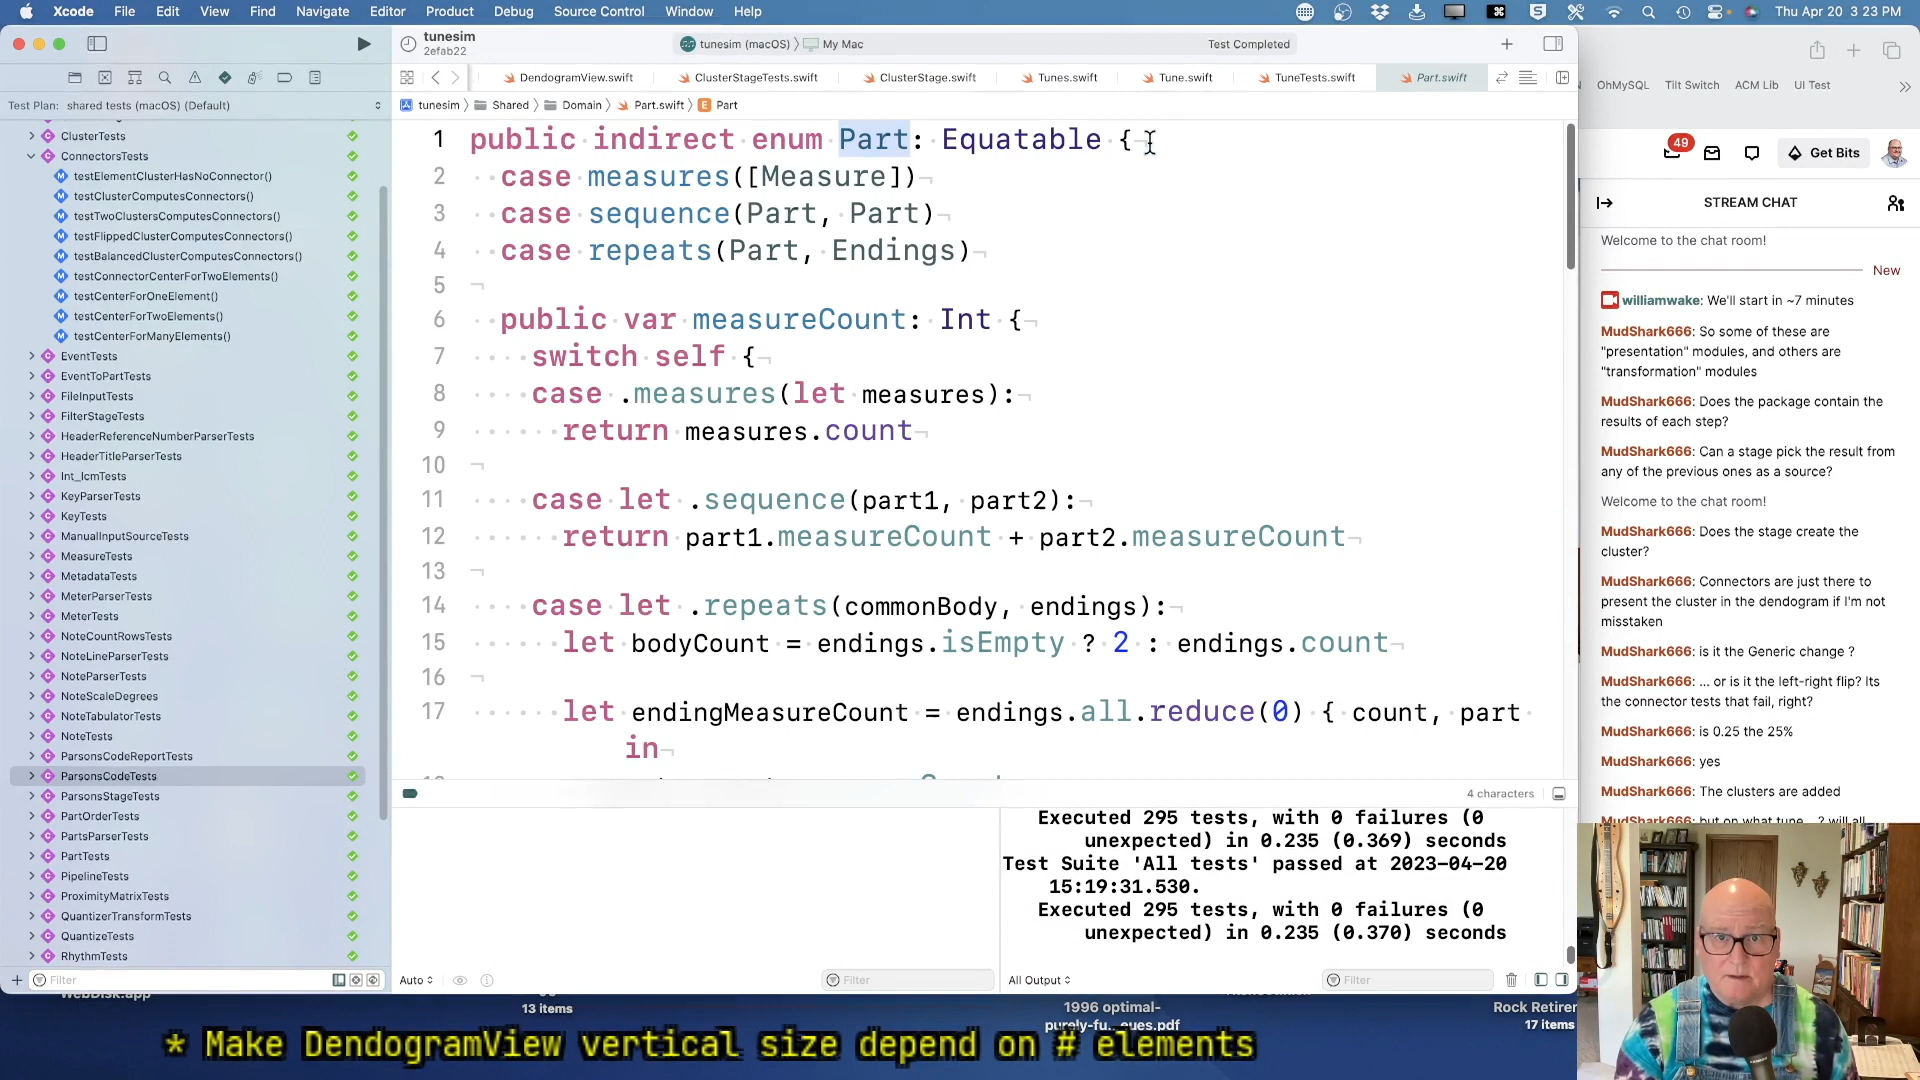 Xcode File Edit View Find Navigate Editor Product Debug Source Control Window Help
Thu Apr 20 3 23 PM
tunesim
2efab22
tunesim (macOS) 〉 My Mac
Test Completed
DendogramView.swift ClusterStageTests.swift ClusterStage.swift Tunes.swift Tune.swift TuneTests.swift Part.swift
Test Plan: shared tests (macOS) (Default)
tunesim 〉 Shared 〉 Domain 〉 Part.swift 〉 E Part
ClusterTests
ConnectorsTests
testElementClusterHasNoConnector()
testClusterComputesConnectors()
testTwoClustersComputesConnectors()
testFlippedClusterComputesConnectors()
testBalancedClusterComputesConnectors()
testConnectorCenterForTwoElements()
testCenterForOneElement()
testCenterForTwoElements()
testCenterForManyElements()
EventTests
EventToPartTests
FileInputTests
FilterStageTests
HeaderReferenceNumberParserTests
HeaderTitleParserTests
Int_lcmTests
KeyParserTests
KeyTests
ManualInputSourceTests
MeasureTests
MetadataTests
MeterParserTests
MeterTests
NoteCountRowsTests
NoteLineParserTests
NoteParserTests
NoteScaleDegrees
NoteTabulatorTests
NoteTests
ParsonsCodeReportTests
ParsonsCodeTests
ParsonsStageTests
PartOrderTests
PartsParserTests
PartTests
PipelineTests
ProximityMatrixTests
QuantizerTransformTests
QuantizeTests
RhythmTests
Filter
1 public indirect enum Part: Equatable {
2 case measures([Measure])
3 case sequence(Part, Part)
4 case repeats(Part, Endings)
5
6 public var measureCount: Int {
7 switch self {
8 case .measures(let measures):
9 return measures.count
10
11 case let .sequence(part1, part2):
12 return part1.measureCount + part2.measureCount
13
14 case let .repeats(commonBody, endings):
15 let bodyCount = endings.isEmpty ? 2 : endings.count
16
17 let endingMeasureCount = endings.all.reduce(0) { count, part
in
4 characters
Executed 295 tests, with 0 failures (0
unexpected) in 0.235 (0.369) seconds
Test Suite 'All tests' passed at 2023-04-20
15:19:31.530.
Executed 295 tests, with 0 failures (0
unexpected) in 0.235 (0.370) seconds
Auto
Filter
All Output
Filter
OhMySQL Tilt Switch ACM Lib UI Test
49
Get Bits
STREAM CHAT
Welcome to the chat room!
New
williamwake: We'll start in ~7 minutes
MudShark666: So some of these are
"presentation" modules, and others are
"transformation" modules
MudShark666: Does the package contain the
results of each step?
MudShark666: Can a stage pick the result from
any of the previous ones as a source?
Welcome to the chat room!
MudShark666: Does the stage create the
cluster?
MudShark666: Connectors are just there to
present the cluster in the dendogram if I'm not
misstaken
MudShark666: is it the Generic change ?
MudShark666: ... or is it the left-right flip? Its
the connector tests that fail, right?
MudShark666: is 0.25 the 25%
MudShark666: yes
MudShark666: The clusters are added
WebDisk.app
13 items
1996 optimal-
purely-fu...eues.pdf
Rock Retirer
17 items
* Make DendogramView vertical size depend on # elements